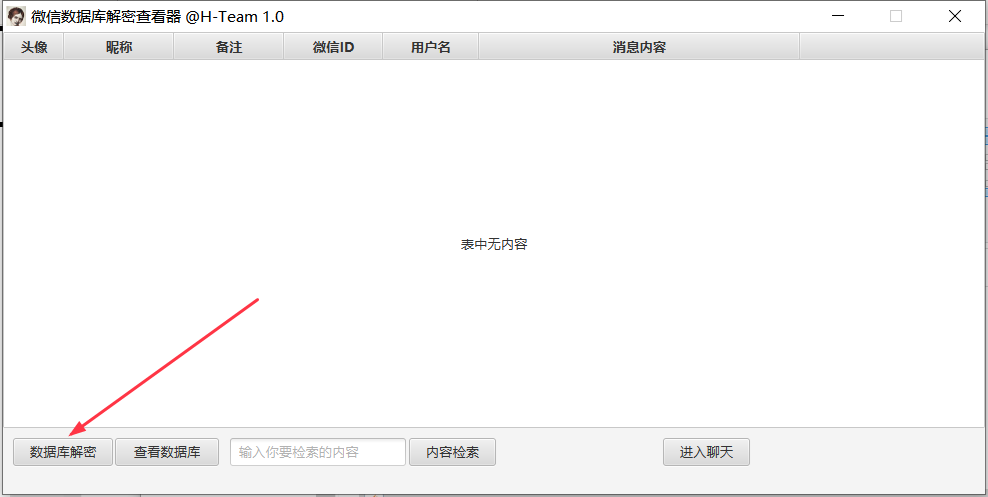 微信数据库解密查看器 @H-Team 1.0
头像 昵称 备注 微信ID 用户名 消息内容
表中无内容
数据库解密 查看数据库 输入你要检索的内容 内容检索 进入聊天